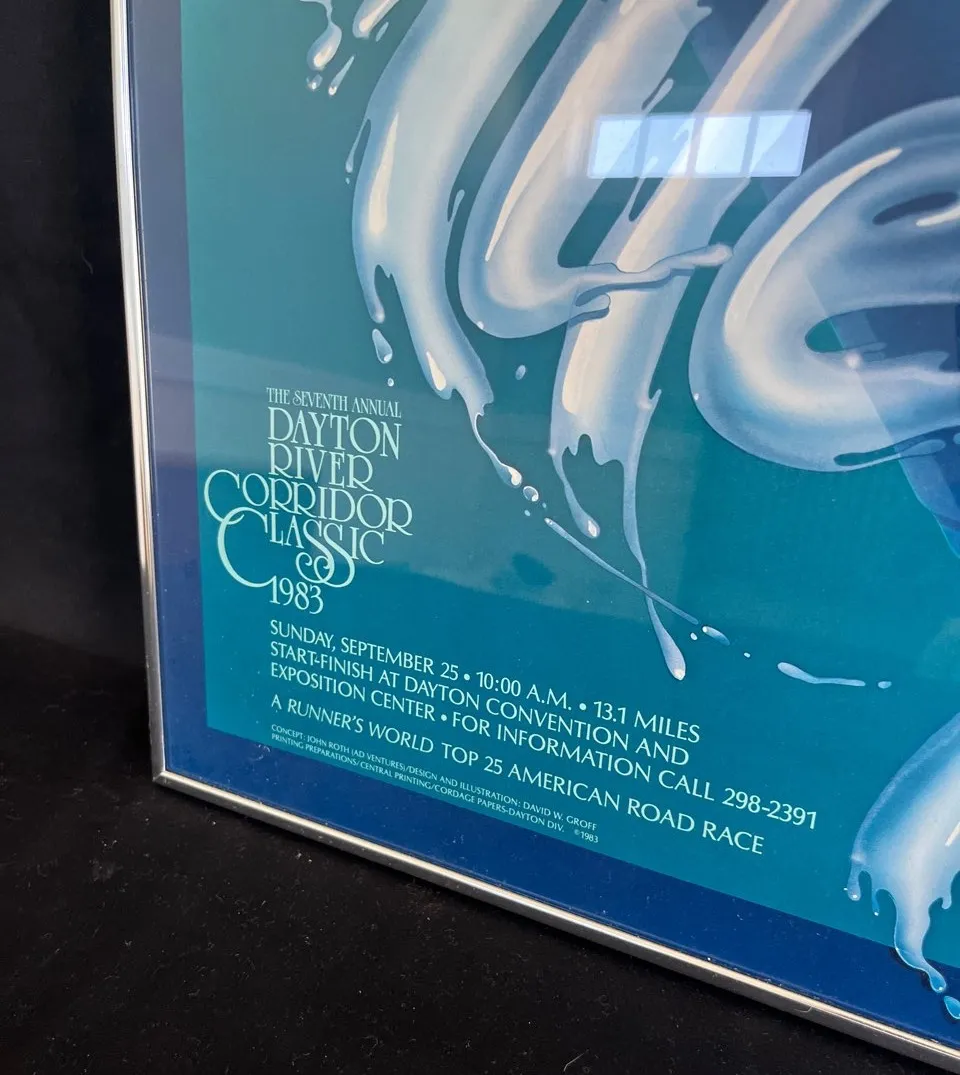 THE SEVENTH ANNUAL
DAYTON
RIVER
CORRIDOR
CLASSIC
1983
SUNDAY, SEPTEMBER 25 • 10:00 A.M. • 13.1 MILES
START-FINISH AT DAYTON CONVENTION AND
EXPOSITION CENTER • FOR INFORMATION CALL 298-2391
A RUNNER'S WORLD TOP 25 AMERICAN ROAD RACE
CONCEPT: JOHN ROTH (AD VENTURES)/DESIGN AND ILLUSTRATION: DAVID W. GROFF
PRINTING PREPARATIONS/CENTRAL PRINTING/CORDAGE PAPERS-DAYTON DIV. ©1983